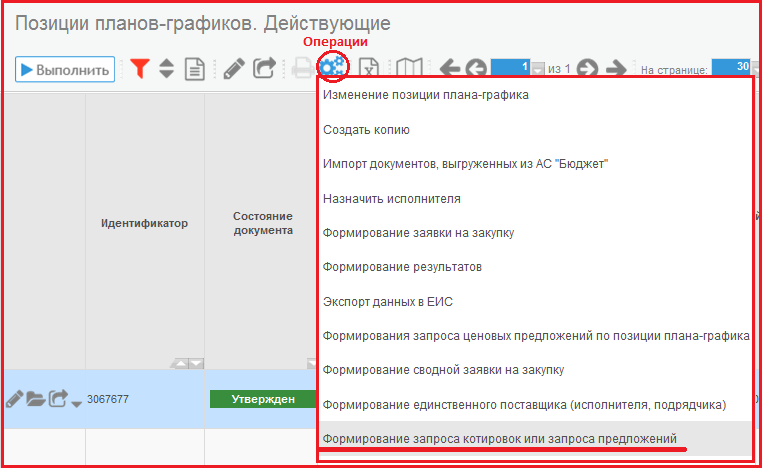 Позиции планов-графиков. Действующие
Операции
Выполнить
1 из 1
На странице: 30
Изменение позиции плана-графика
Создать копию
Импорт документов, выгруженных из АС "Бюджет"
Назначить исполнителя
Идентификатор
Состояние
документа
Формирование заявки на закупку
Формирование результатов
Экспорт данных в ЕИС
Формирования запроса ценовых предложений по позиции плана-графика
Формирование сводной заявки на закупку
3067677
Утвержден
Формирование единственного поставщика (исполнителя, подрядчика)
Формирование запроса котировок или запроса предложений